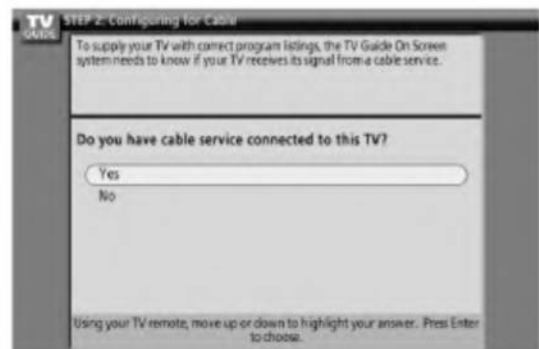 TV
GUIDE
STEP 2: Configuring for Cable
To supply your TV with correct program listings, the TV Guide On Screen
system needs to know if your TV receives its signal from a cable service.
Do you have cable service connected to this TV?
Yes
No
Using your TV remote, move up or down to highlight your answer. Press Enter
to choose.